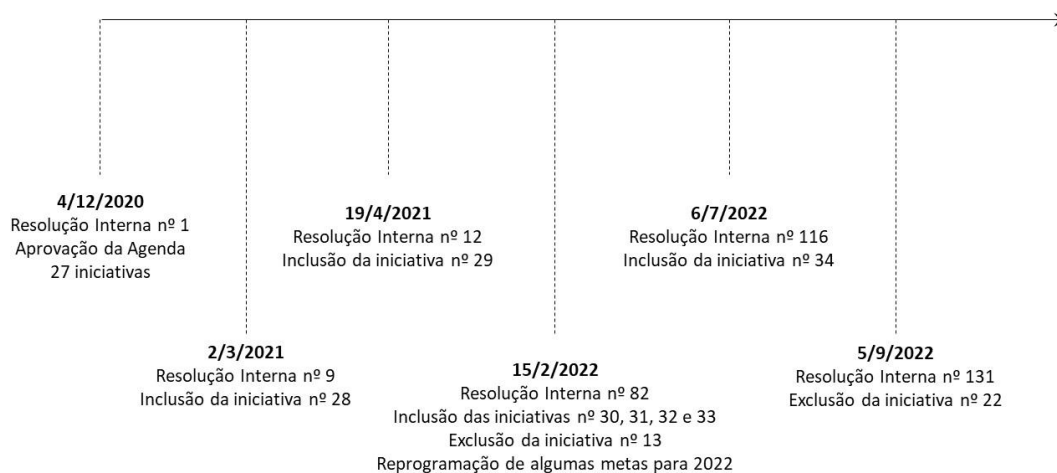 4/12/2020
Resolução Interna nº 1
Aprovação da Agenda
27 iniciativas
2/3/2021
Resolução Interna nº 9
Inclusão da iniciativa nº 28
19/4/2021
Resolução Interna nº 12
Inclusão da iniciativa nº 29
15/2/2022
Resolução Interna nº 82
Inclusão das iniciativas nº 30, 31, 32 e 33
Exclusão da iniciativa nº 13
Reprogramação de algumas metas para 2022
6/7/2022
Resolução Interna nº 116
Inclusão da iniciativa nº 34
5/9/2022
Resolução Interna nº 131
Exclusão da iniciativa nº 22